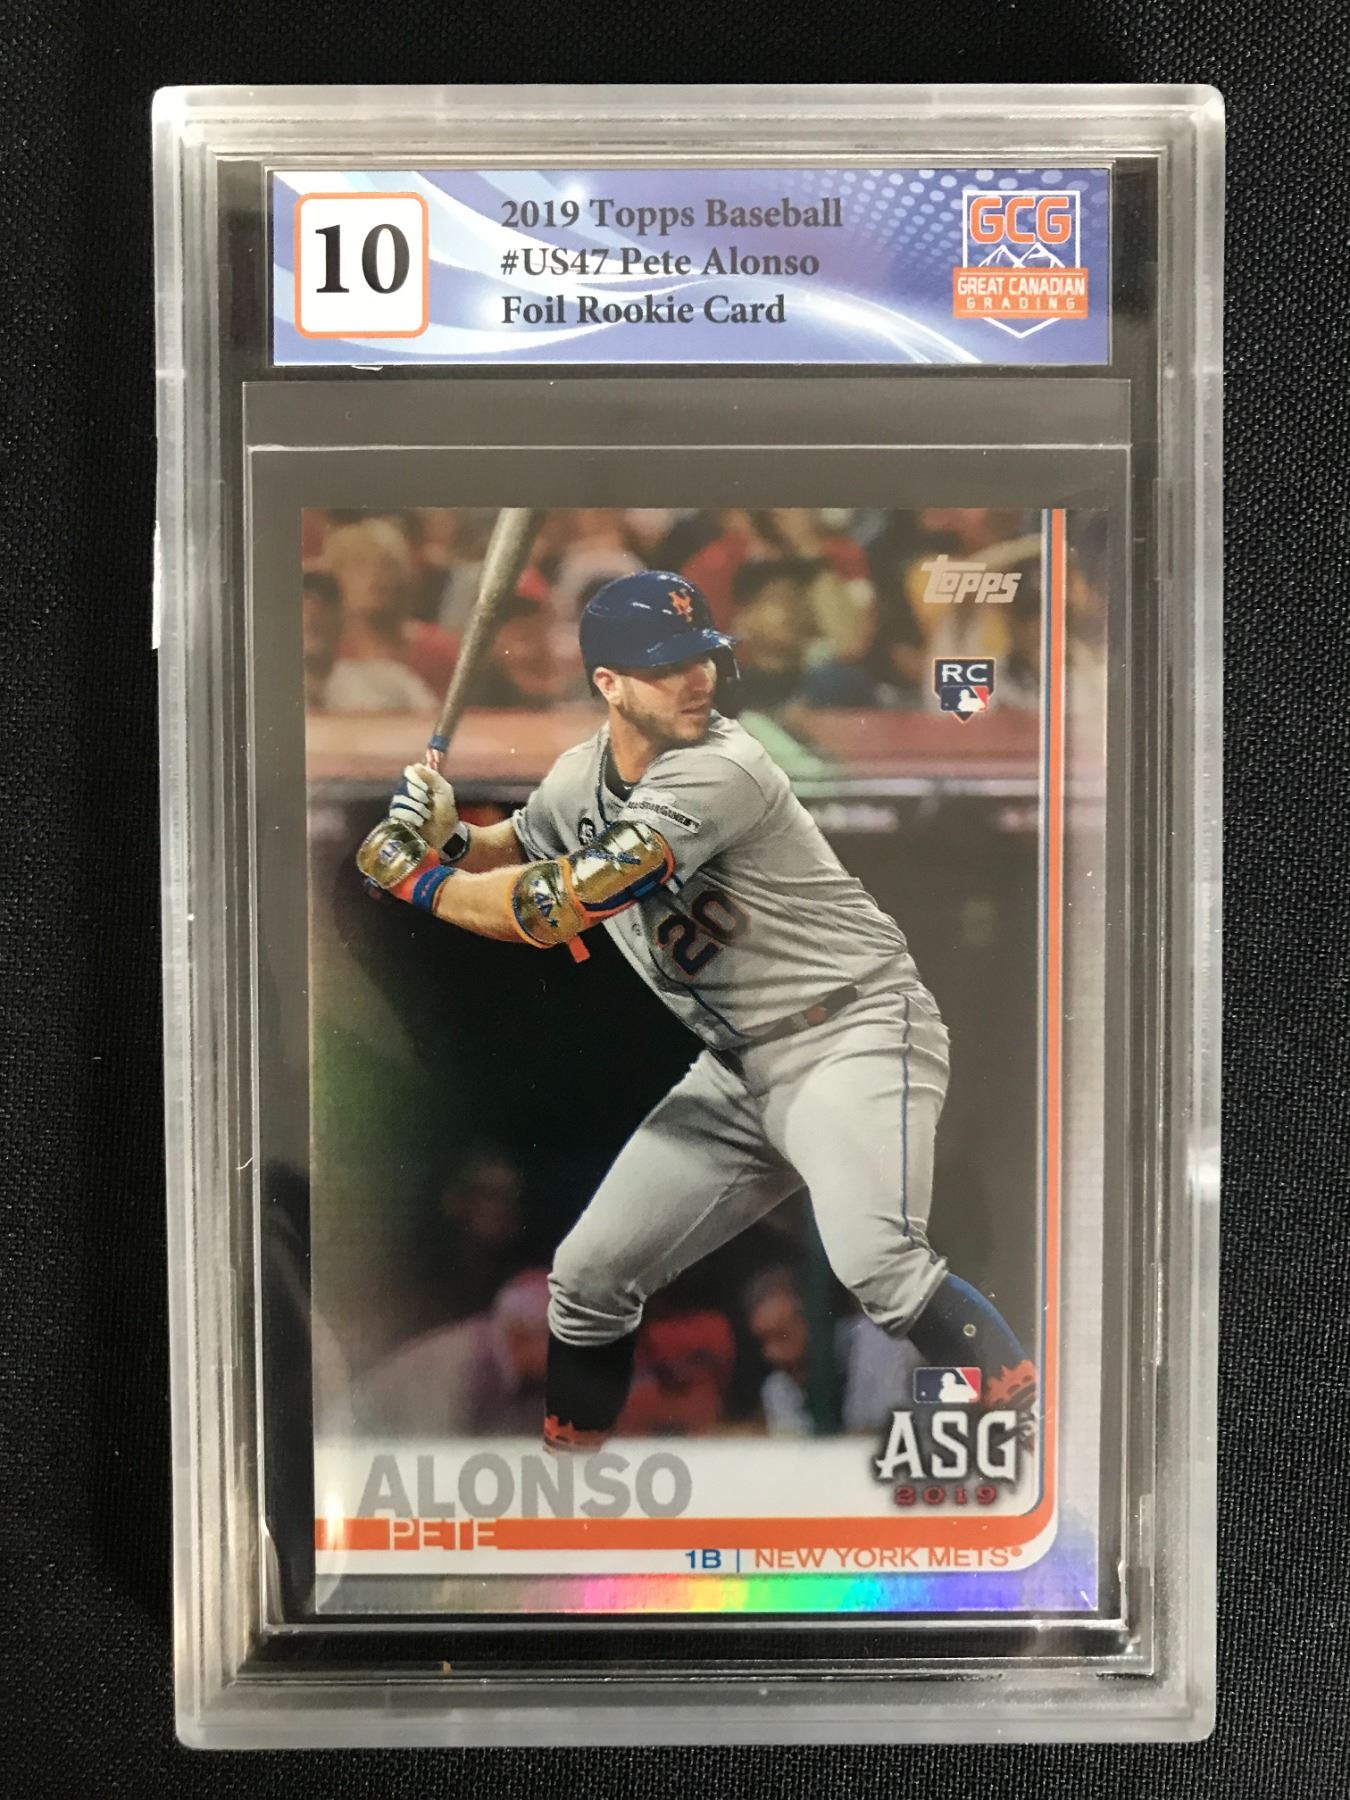 10
2019 Topps Baseball
#US47 Pete Alonso
Foil Rookie Card
GCG
GREAT CANADIAN
GRADING
Topps
RC
20
ASG
2019
ALONSO
PETE
1B | NEW YORK METS